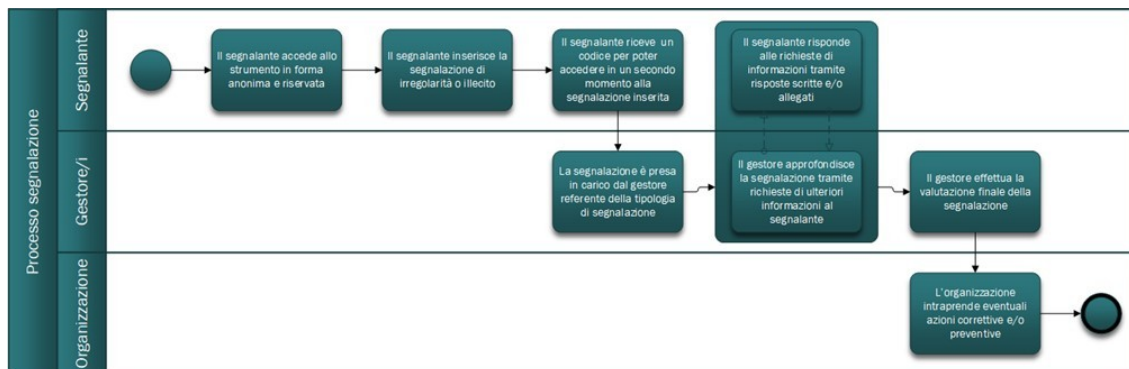 Processo segnalazione
Segnalante
Il segnalante accede allo
strumento in forma
anonima e riservata
Il segnalante inserisce la
segnalazione di
irregolarità o illecito
Il segnalante riceve un
codice per poter
accedere in un secondo
momento alla
segnalazione inserita
Il segnalante risponde
alle richieste di
informazioni tramite
risposte scritte e/o
allegati
Gestore/i
La segnalazione è presa
in carico dal gestore
referente della tipologia
di segnalazione
Il gestore approfondisce
la segnalazione tramite
richieste di ulteriori
informazioni al
segnalante
Il gestore effettua la
valutazione finale della
segnalazione
Organizzazione
L'organizzazione
intraprende eventuali
azioni correttive e/o
preventive